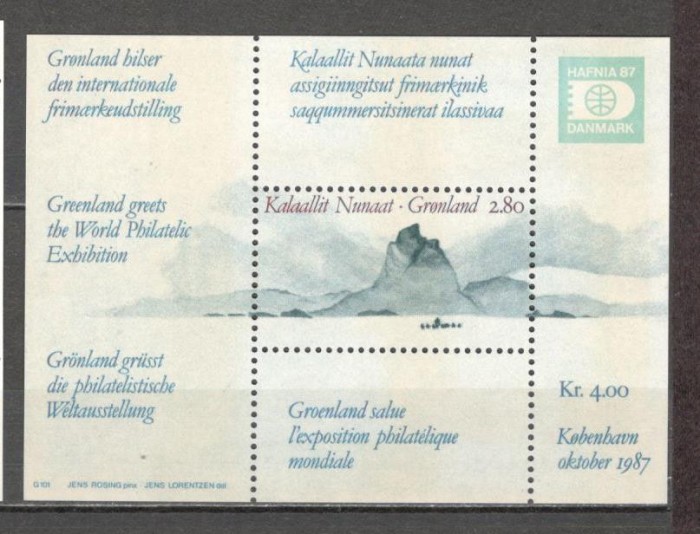 Grønland hilser
den internationale
frimærkeudstilling
Kalaallit Nunaata nunat
assigiinngitsut frimærkinik
saqqummersitsinerat ilassivaa
HAFNIA 87
DANMARK
Greenland greets
the World Philatelic
Exhibition
Kalaallit Nunaat · Grønland 2.80
Grönland grüsst
die philatelistische
Weltausstellung
Groenland salue
l'exposition philatélique
mondiale
Kr. 4.00
København
oktober 1987
G101 JENS ROSING pinx JENS LORENTZEN del.